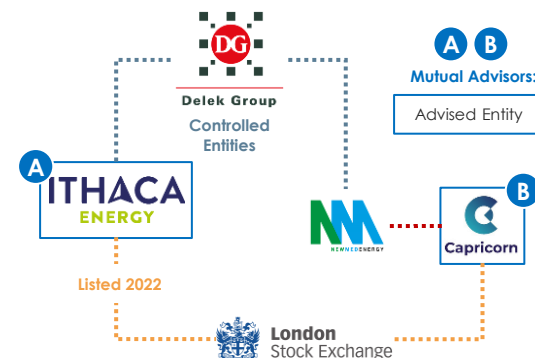 DG
Delek Group
Controlled
Entities
A B
Mutual Advisors:
Advised Entity
A
ITHACA
ENERGY
NEWMEDENERGY
B
Capricorn
Listed 2022
London
Stock Exchange